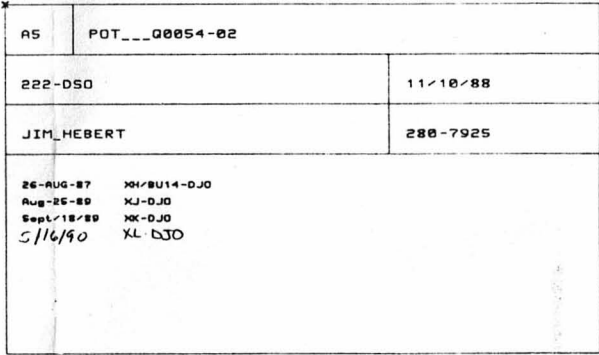 A5 POT___Q0054-02
222-DSO 11/10/88
JIM_HEBERT 280-7925
26-AUG-87 XH/BU14-DJO
Aug-25-89 XJ-DJO
Sept/18/89 XK-DJO
5/16/90 XL-DJO